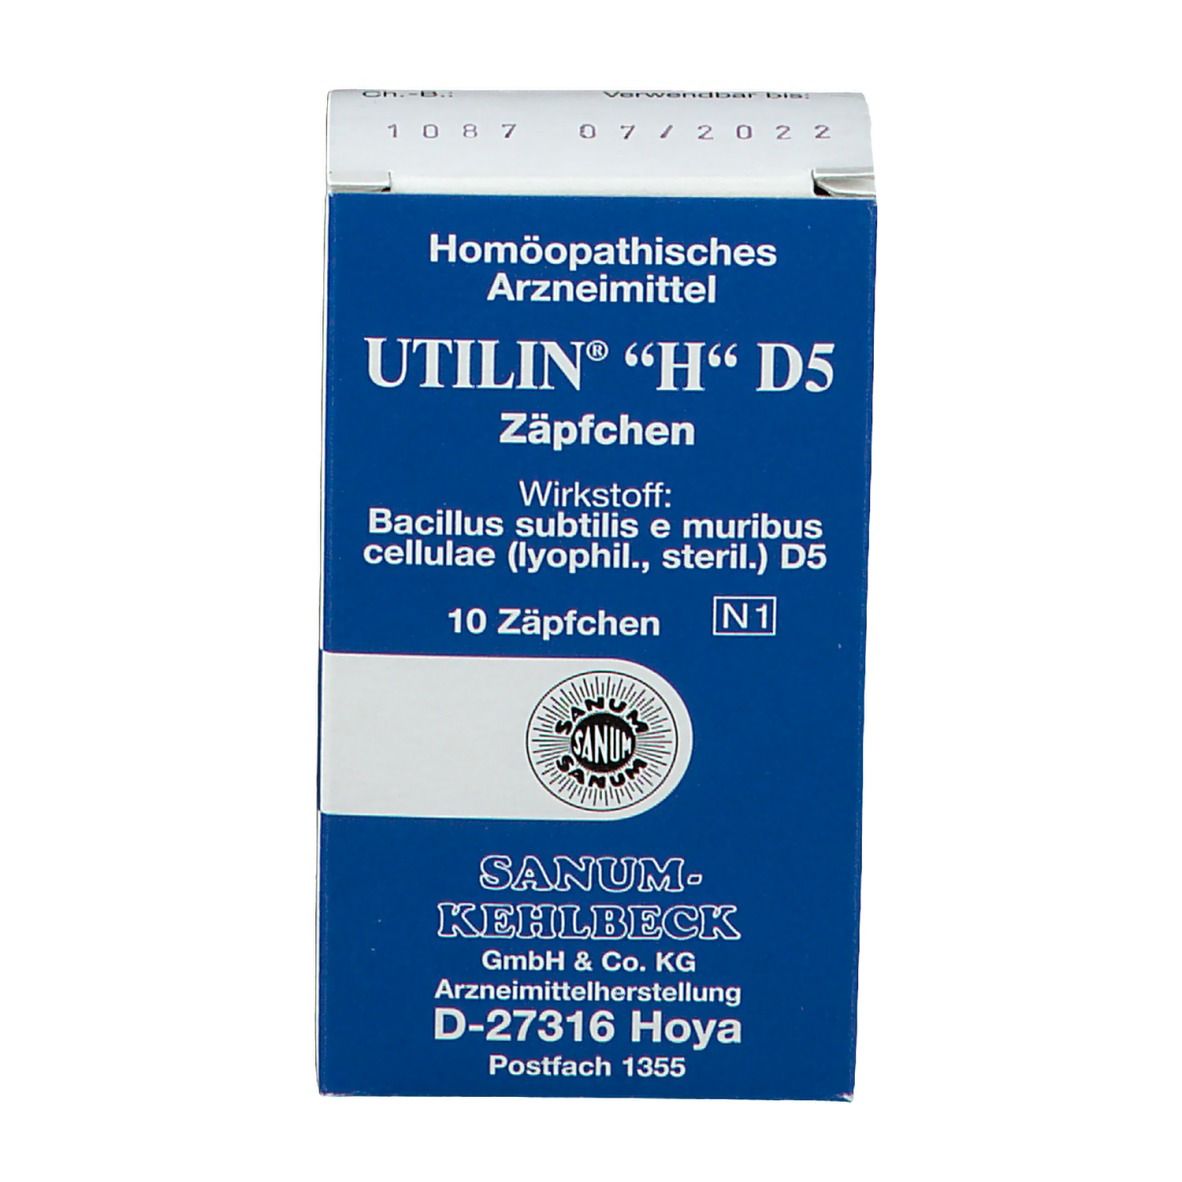 Ch.-B.: Verwendbar bis:
1087 07/2022
Homöopathisches
Arzneimittel
UTILIN® “H“ D5
Zäpfchen
Wirkstoff:
Bacillus subtilis e muribus
cellulae (lyophil., steril.) D5
10 Zäpfchen N1
SANUM
SANUM
SANUM
SANUM-
KEHLBECK
GmbH & Co. KG
Arzneimittelherstellung
D-27316 Hoya
Postfach 1355